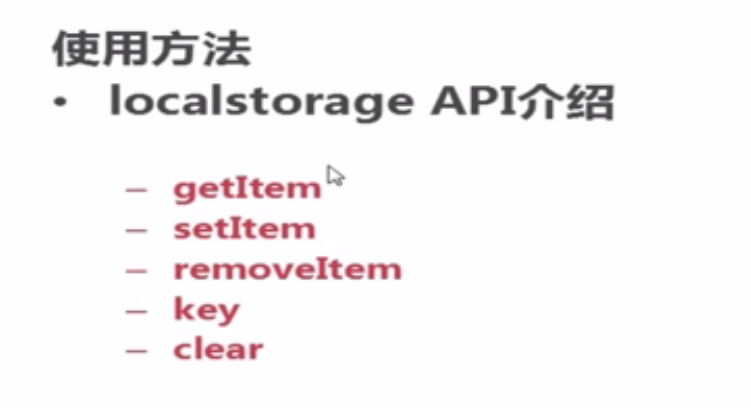 使用方法
• localstorage API介绍
– getItem
– setItem
– removeItem
– key
– clear